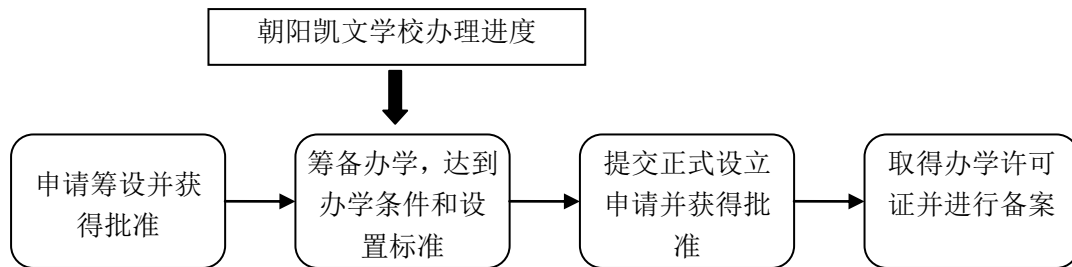 朝阳凯文学校办理进度
申请筹设并获
得批准
筹备办学，达到
办学条件和设
置标准
提交正式设立
申请并获得批
准
取得办学许可
证并进行备案